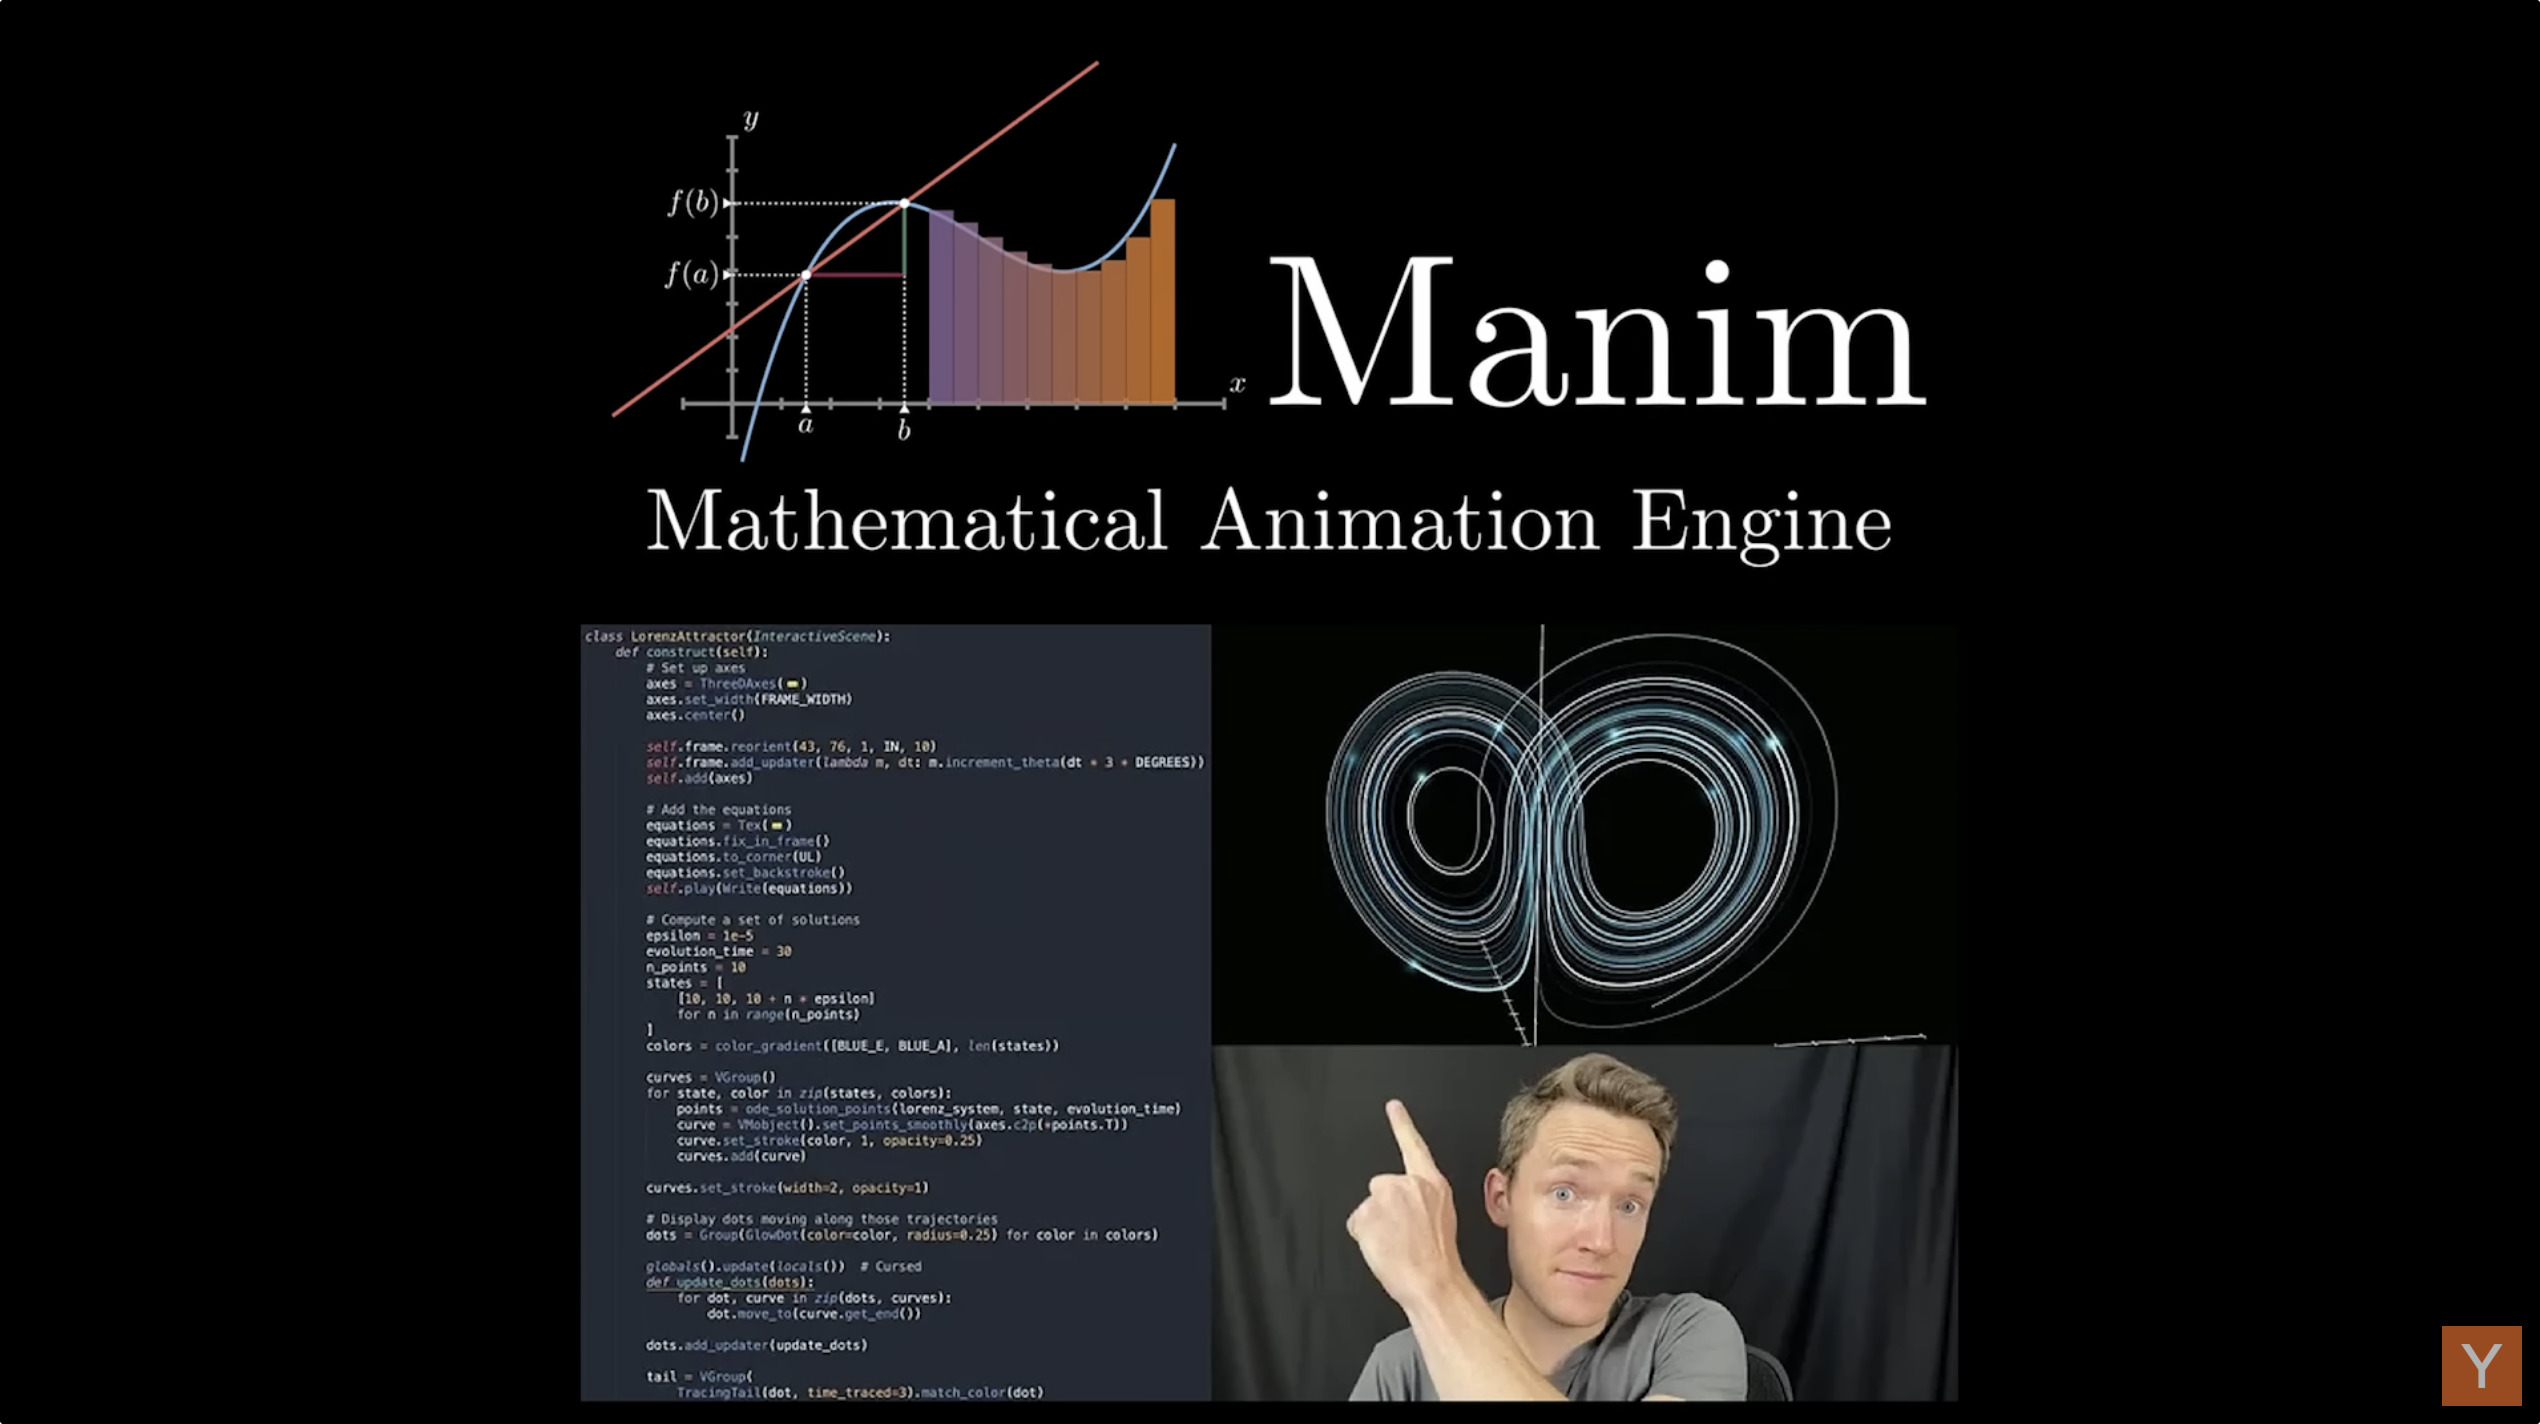 y
f(b)
f(a)
a
b
x
Manim
Mathematical Animation Engine
class LorenzAttractor(InteractiveScene):
def construct(self):
# Set up axes
axes = ThreeDAxes()
axes.set_width(FRAME_WIDTH)
axes.center()
self.frame.reorient(43, 76, 1, IN, 10)
self.frame.add_updater(lambda m, dt: m.increment_theta(dt * 3 * DEGREES))
self.add(axes)
# Add the equations
equations = Tex()
equations.fix_in_frame()
equations.to_corner(UL)
equations.set_backstroke()
self.play(Write(equations))
# Compute a set of solutions
epsilon = 1e-5
evolution_time = 30
n_points = 10
states = [
[10, 10, 10 + n * epsilon]
for n in range(n_points)
]
colors = color_gradient([BLUE_E, BLUE_A], len(states))
curves = VGroup()
for state, color in zip(states, colors):
points = ode_solution_points(lorenz_system, state, evolution_time)
curve = VMobject().set_points_smoothly(axes.c2p(*points.T))
curve.set_stroke(color, 1, opacity=0.25)
curves.add(curve)
curves.set_stroke(width=2, opacity=1)
# Display dots moving along those trajectories
dots = Group(GlowDot(color=color, radius=0.25) for color in colors)
globals().update(locals()) # Cursed
def update_dots(dots):
for dot, curve in zip(dots, curves):
dot.move_to(curve.get_end())
dots.add_updater(update_dots)
tail = VGroup(
TracingTail(dot, time_traced=3).match_color(dot)
Y